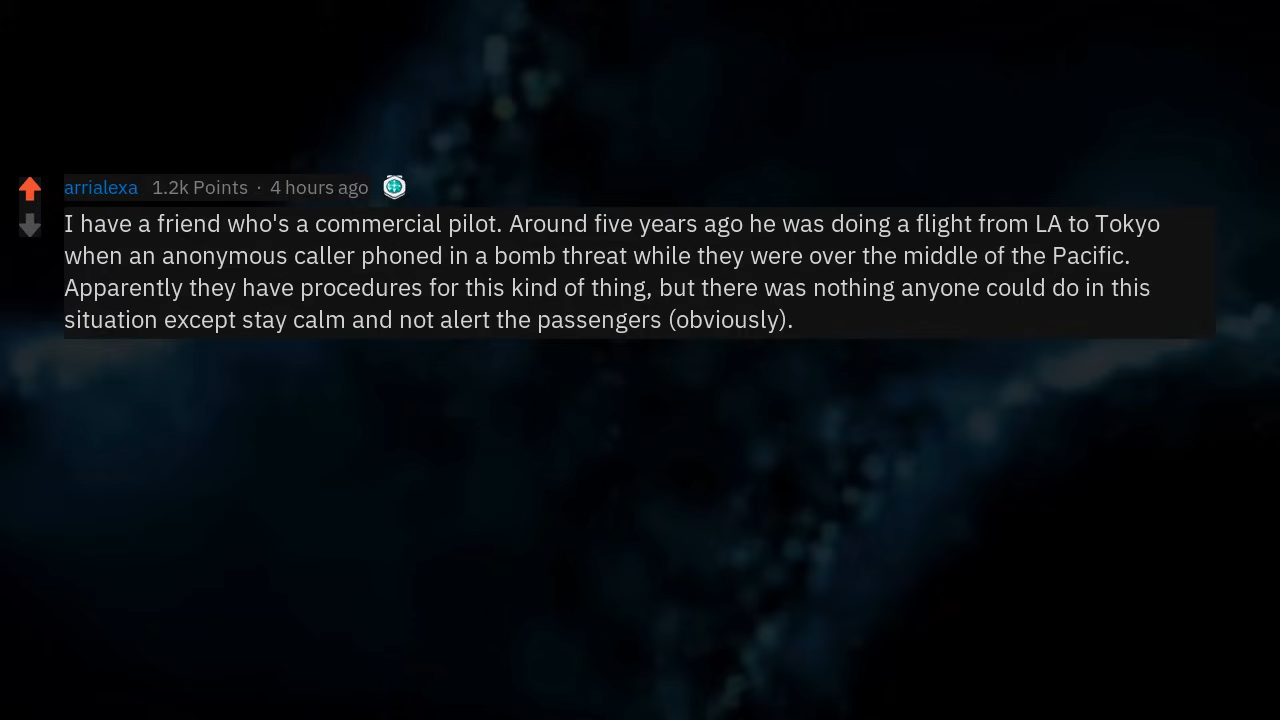 arrialexa 1.2k Points · 4 hours ago
I have a friend who's a commercial pilot. Around five years ago he was doing a flight from LA to Tokyo
when an anonymous caller phoned in a bomb threat while they were over the middle of the Pacific.
Apparently they have procedures for this kind of thing, but there was nothing anyone could do in this
situation except stay calm and not alert the passengers (obviously).